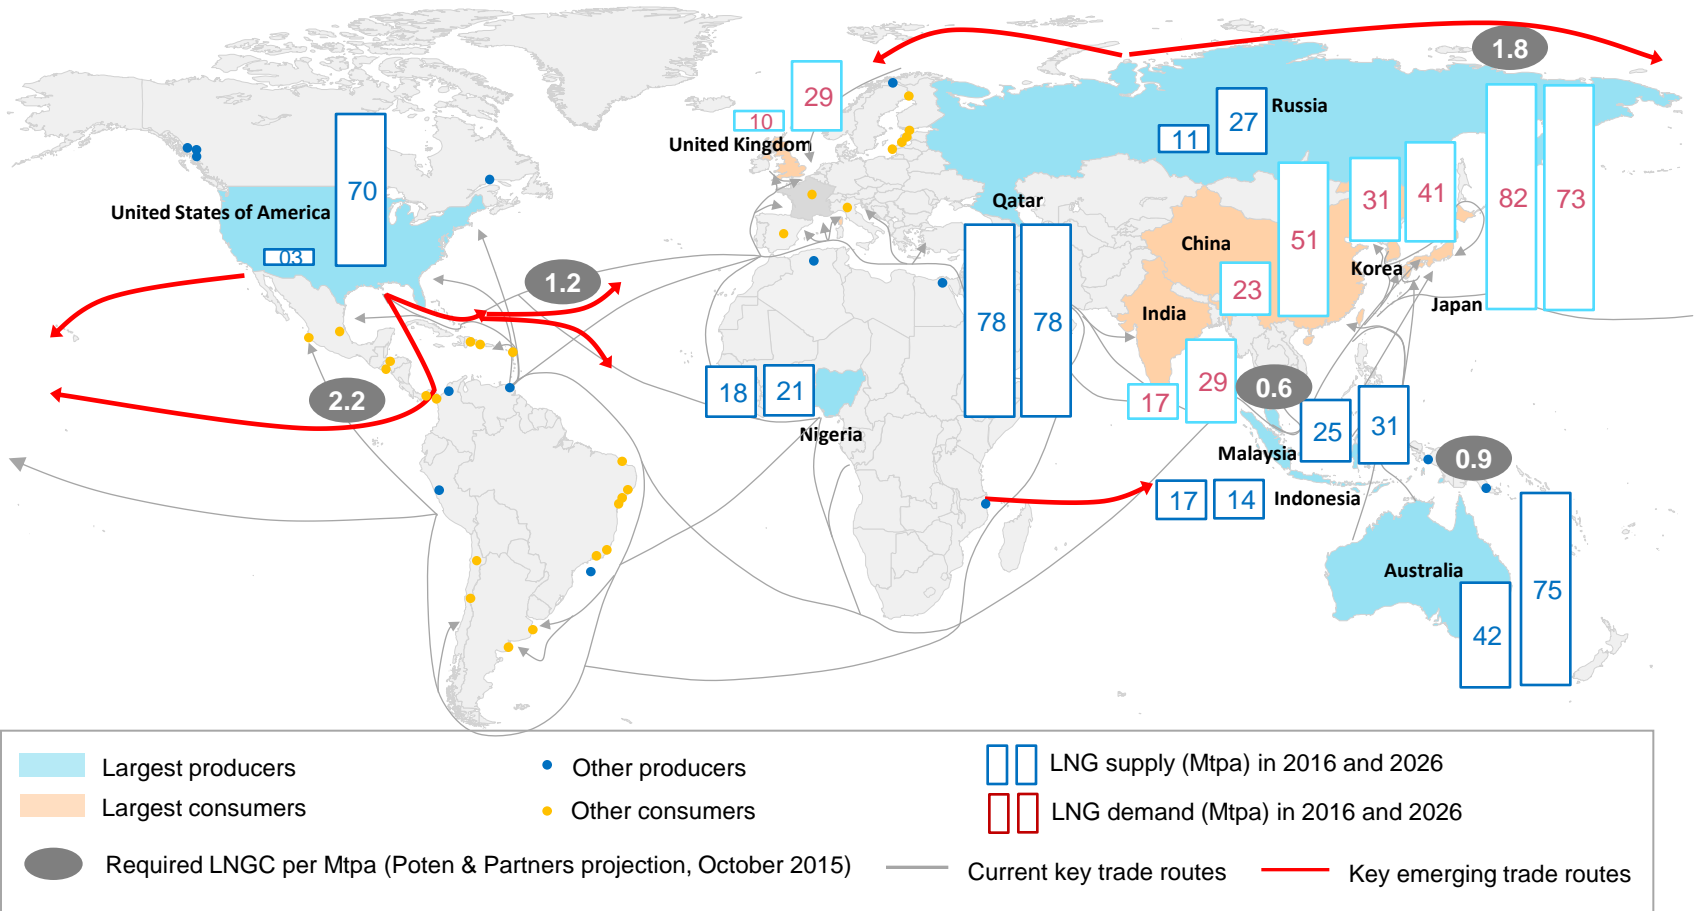 1.8
29
10
United Kingdom
Russia
27
11
70
United States of America
03
Qatar
78
78
China
51
23
31
41
Korea
82
73
Japan
India
1.2
2.2
18
21
Nigeria
17
29
0.6
25
31
Malaysia
0.9
17
14
Indonesia
Australia
42
75
Largest producers
Largest consumers
Other producers
Other consumers
LNG supply (Mtpa) in 2016 and 2026
LNG demand (Mtpa) in 2016 and 2026
Required LNGC per Mtpa (Poten & Partners projection, October 2015)
Current key trade routes
Key emerging trade routes